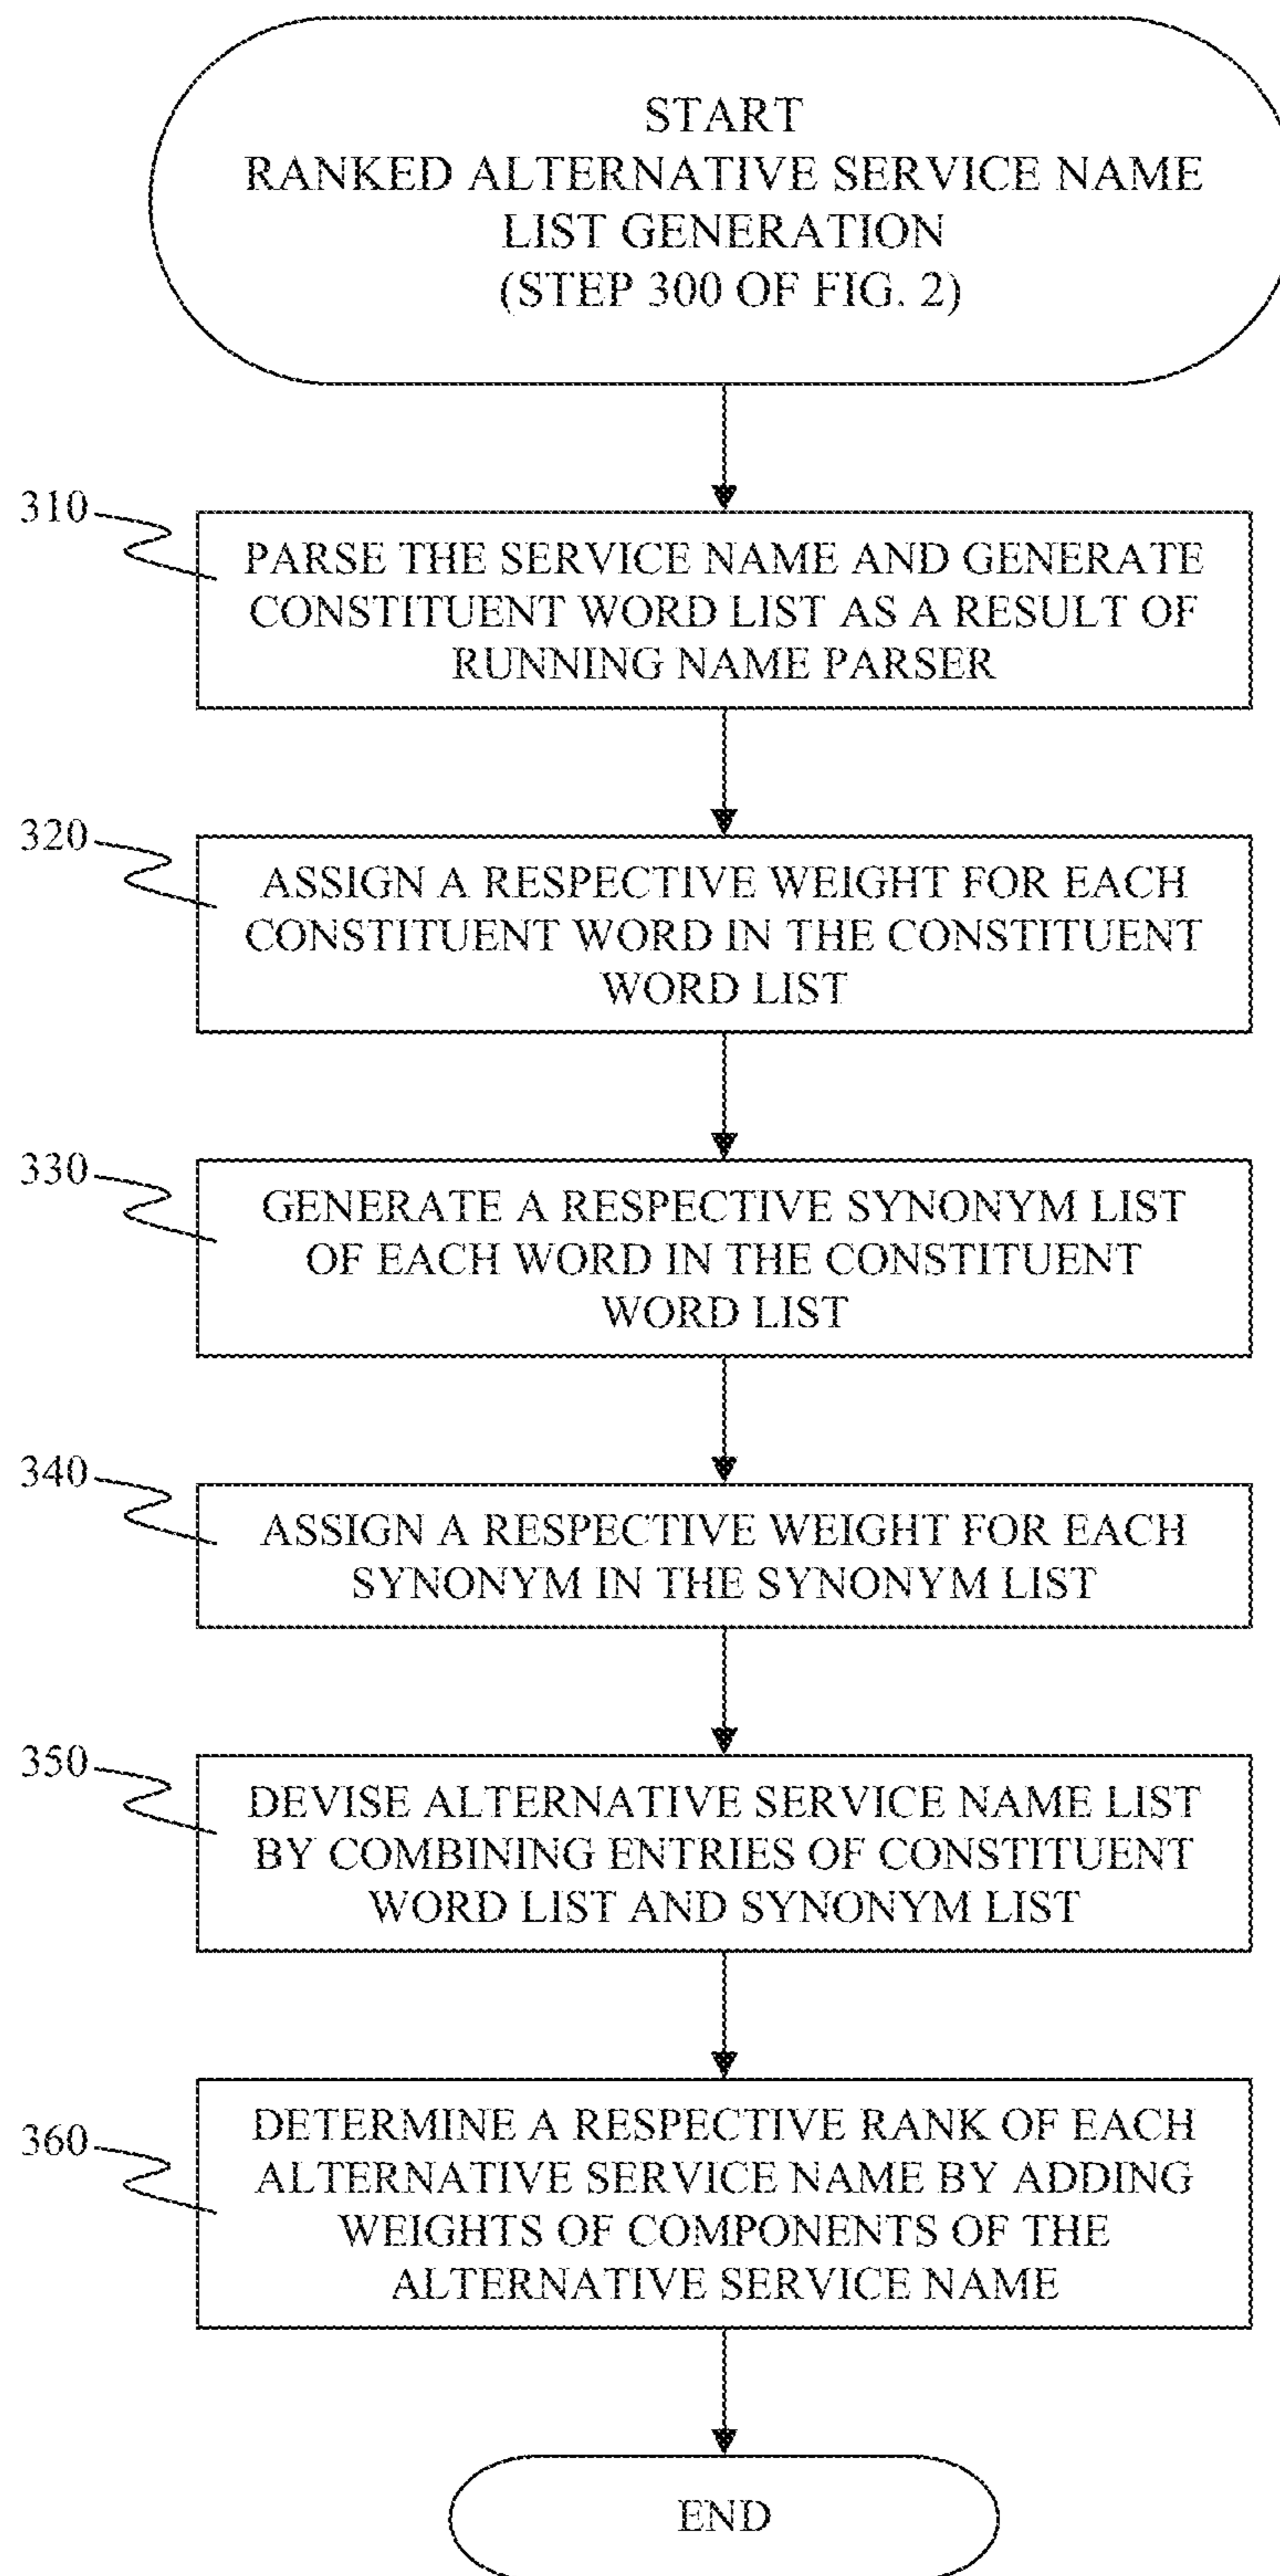 START
RANKED ALTERNATIVE SERVICE NAME
LIST GENERATION
(STEP 300 OF FIG. 2)
310
PARSE THE SERVICE NAME AND GENERATE
CONSTITUENT WORD LIST AS A RESULT OF
RUNNING NAME PARSER
320
ASSIGN A RESPECTIVE WEIGHT FOR EACH
CONSTITUENT WORD IN THE CONSTITUENT
WORD LIST
330
GENERATE A RESPECTIVE SYNONYM LIST
OF EACH WORD IN THE CONSTITUENT
WORD LIST
340
ASSIGN A RESPECTIVE WEIGHT FOR EACH
SYNONYM IN THE SYNONYM LIST
350
DEVISE ALTERNATIVE SERVICE NAME LIST
BY COMBINING ENTRIES OF CONSTITUENT
WORD LIST AND SYNONYM LIST
360
DETERMINE A RESPECTIVE RANK OF EACH
ALTERNATIVE SERVICE NAME BY ADDING
WEIGHTS OF COMPONENTS OF THE
ALTERNATIVE SERVICE NAME
END